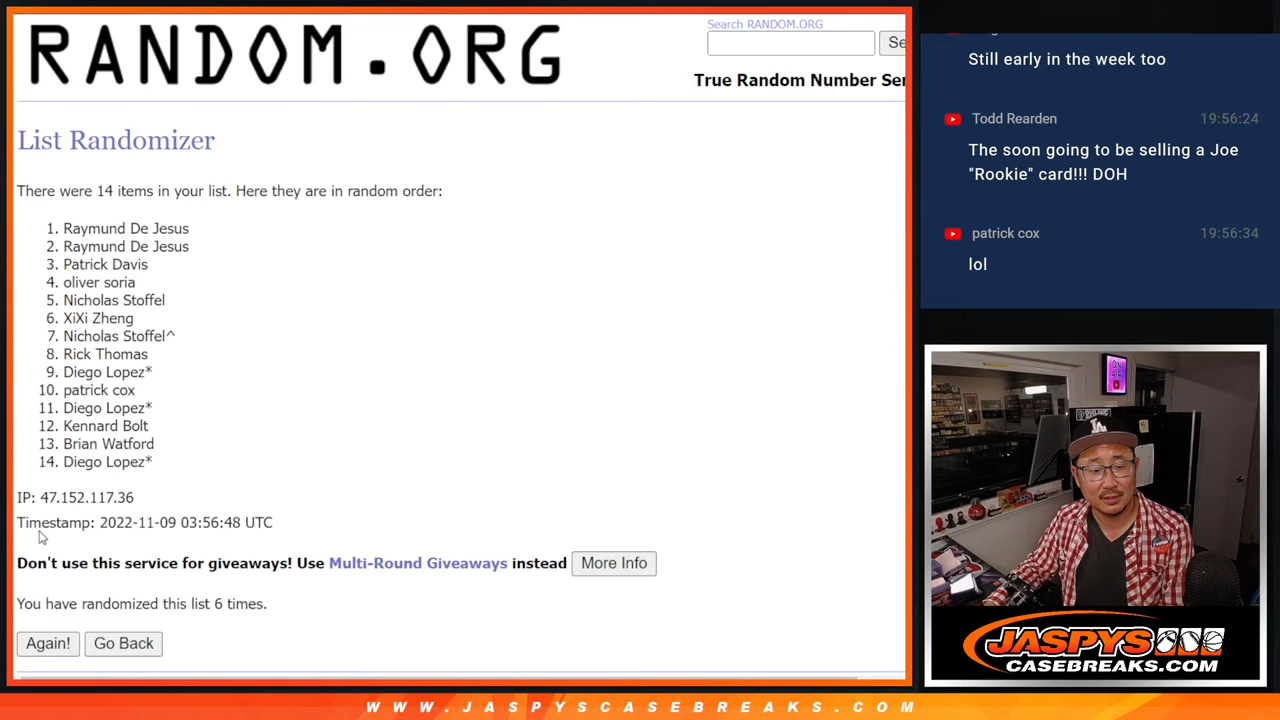 RANDOM.ORG
Search RANDOM.ORG
Se
True Random Number Ser
List Randomizer
There were 14 items in your list. Here they are in random order:
1. Raymund De Jesus
2. Raymund De Jesus
3. Patrick Davis
4. oliver soria
5. Nicholas Stoffel
6. XiXi Zheng
7. Nicholas Stoffel^
8. Rick Thomas
9. Diego Lopez*
10. patrick cox
11. Diego Lopez*
12. Kennard Bolt
13. Brian Watford
14. Diego Lopez*
IP: 47.152.117.36
Timestamp: 2022-11-09 03:56:48 UTC
Don't use this service for giveaways! Use Multi-Round Giveaways instead More Info
You have randomized this list 6 times.
Again! Go Back
Still early in the week too
Todd Rearden 19:56:24
The soon going to be selling a Joe
"Rookie" card!!! DOH
patrick cox 19:56:34
lol
ON
AIR
LA
JASPYS
CASEBREAKS.COM
WWW.JASPYSCASEBREAKS.COM